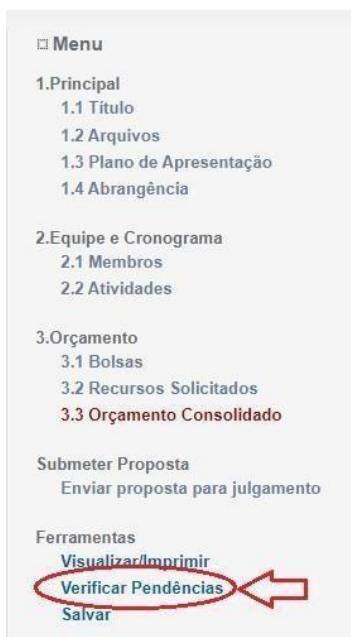 Menu
1.Principal
1.1 Título
1.2 Arquivos
1.3 Plano de Apresentação
1.4 Abrangência
2.Equipe e Cronograma
2.1 Membros
2.2 Atividades
3.Orçamento
3.1 Bolsas
3.2 Recursos Solicitados
3.3 Orçamento Consolidado
Submeter Proposta
Enviar proposta para julgamento
Ferramentas
Visualizar/Imprimir
Verificar Pendências
Salvar